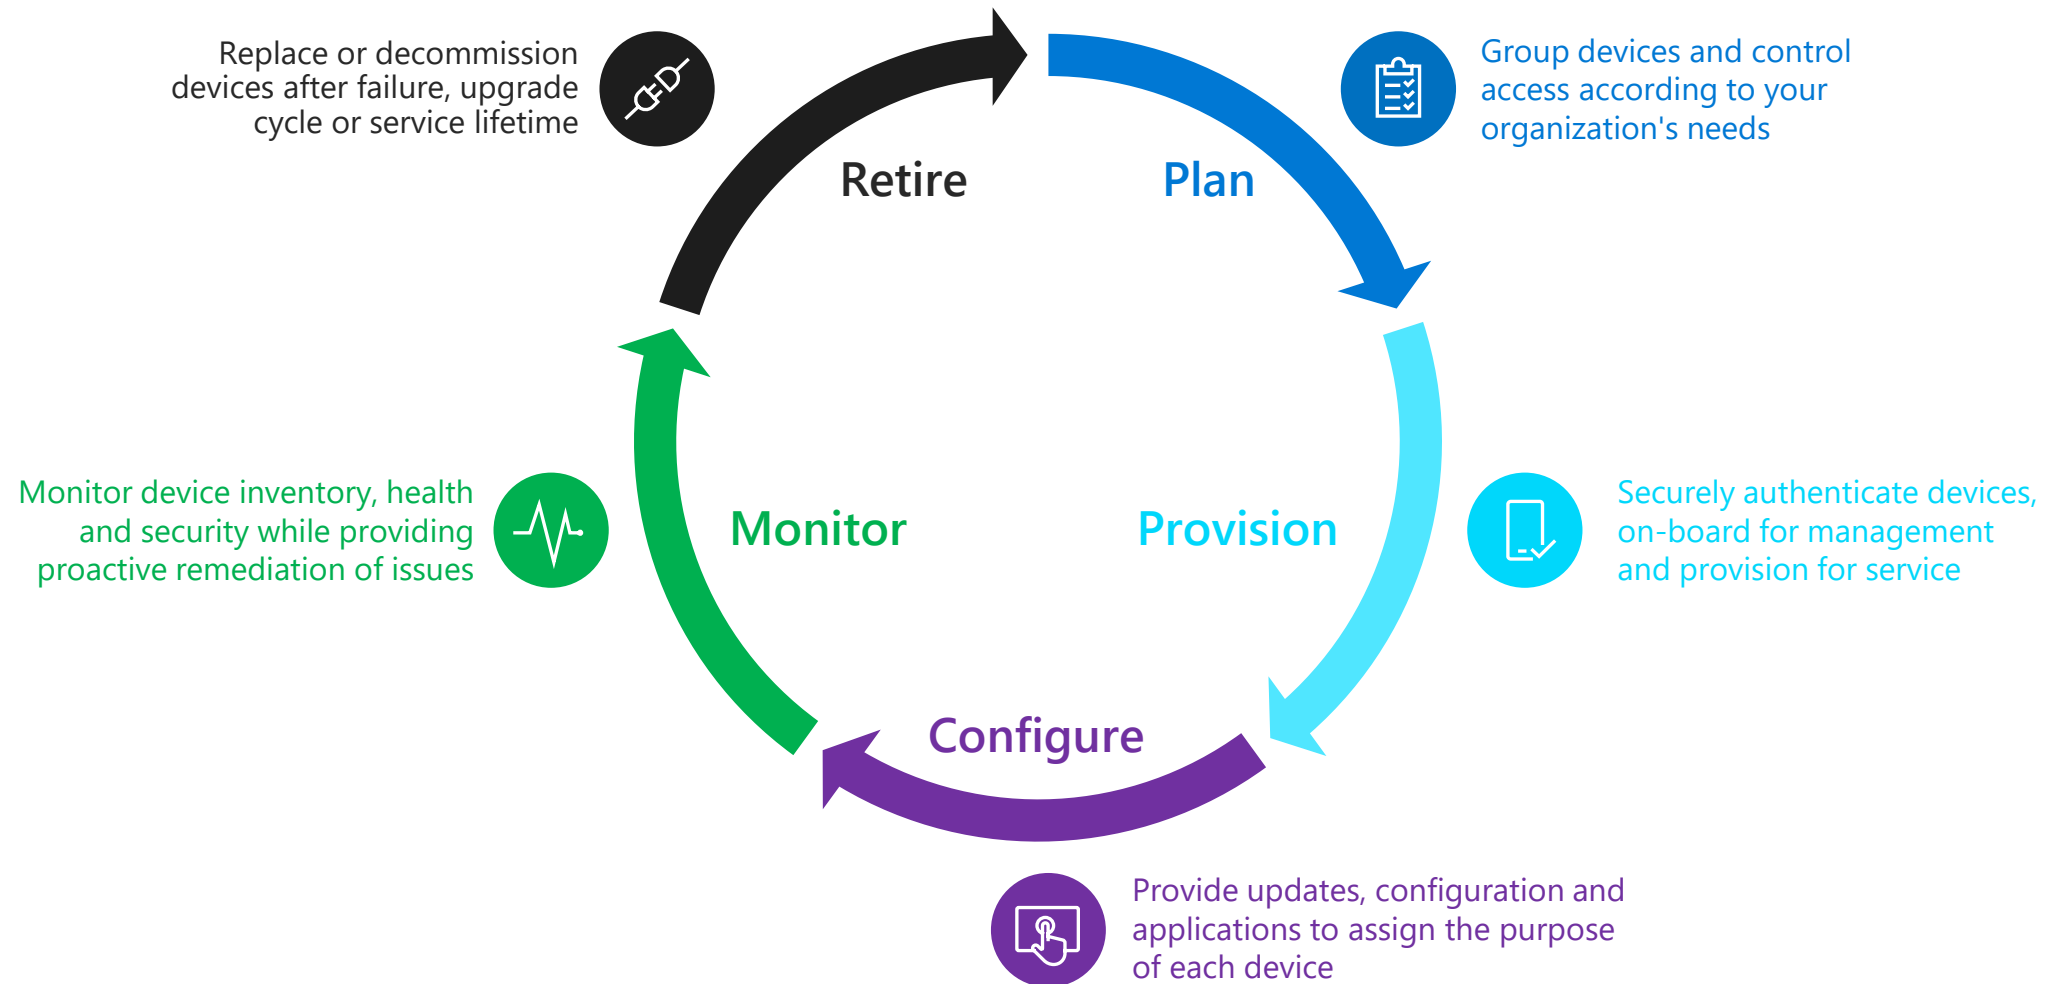 Replace or decommission
devices after failure, upgrade
cycle or service lifetime
Group devices and control
access according to your
organization's needs
Retire
Plan
Monitor device inventory, health
and security while providing
proactive remediation of issues
Monitor
Provision
Securely authenticate devices,
on-board for management
and provision for service
Configure
Provide updates, configuration and
applications to assign the purpose
of each device